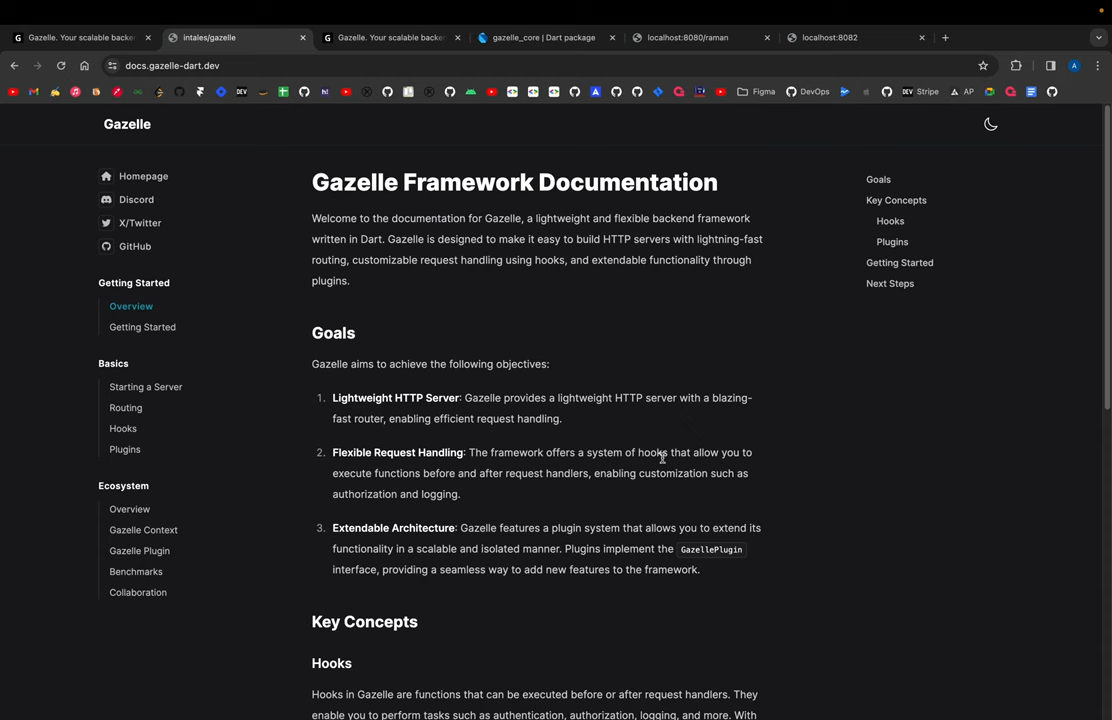 Gazelle. Your scalable backer
intales/gazelle
Gazelle. Your scalable backer
gazelle_core | Dart package
localhost:8080/raman
localhost:8082
docs.gazelle-dart.dev
A
Figma
DevOps
DEV Stripe
AP
Gazelle
Homepage
Discord
X/Twitter
GitHub
Getting Started
Overview
Getting Started
Basics
Starting a Server
Routing
Hooks
Plugins
Ecosystem
Overview
Gazelle Context
Gazelle Plugin
Benchmarks
Collaboration
Gazelle Framework Documentation
Welcome to the documentation for Gazelle, a lightweight and flexible backend framework
written in Dart. Gazelle is designed to make it easy to build HTTP servers with lightning-fast
routing, customizable request handling using hooks, and extendable functionality through
plugins.
Goals
Gazelle aims to achieve the following objectives:
1. Lightweight HTTP Server: Gazelle provides a lightweight HTTP server with a blazing-
fast router, enabling efficient request handling.
2. Flexible Request Handling: The framework offers a system of hooks that allow you to
execute functions before and after request handlers, enabling customization such as
authorization and logging.
3. Extendable Architecture: Gazelle features a plugin system that allows you to extend its
functionality in a scalable and isolated manner. Plugins implement the GazellePlugin
interface, providing a seamless way to add new features to the framework.
Key Concepts
Hooks
Hooks in Gazelle are functions that can be executed before or after request handlers. They
enable you to perform tasks such as authentication, authorization, logging, and more. With
Goals
Key Concepts
Hooks
Plugins
Getting Started
Next Steps